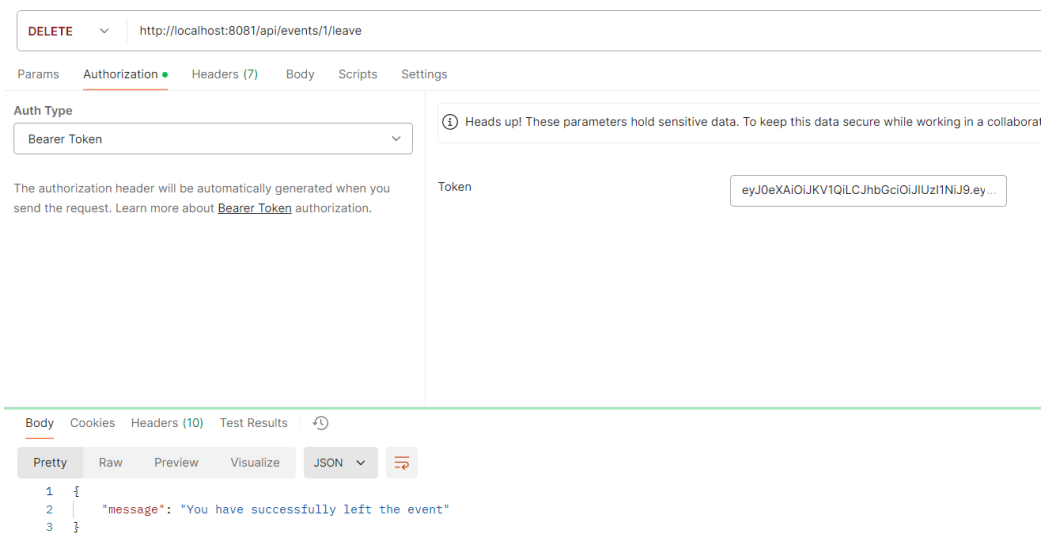 DELETE http://localhost:8081/api/events/1/leave
Params Authorization Headers (7) Body Scripts Settings
Auth Type
Bearer Token
The authorization header will be automatically generated when you
send the request. Learn more about Bearer Token authorization.
Heads up! These parameters hold sensitive data. To keep this data secure while working in a collaborat
Token
eyJ0eXAiOiJKV1QiLCJhbGciOiJIUzI1NiJ9.ey...
Body Cookies Headers (10) Test Results
Pretty Raw Preview Visualize JSON
1 {
2 "message": "You have successfully left the event"
3 }